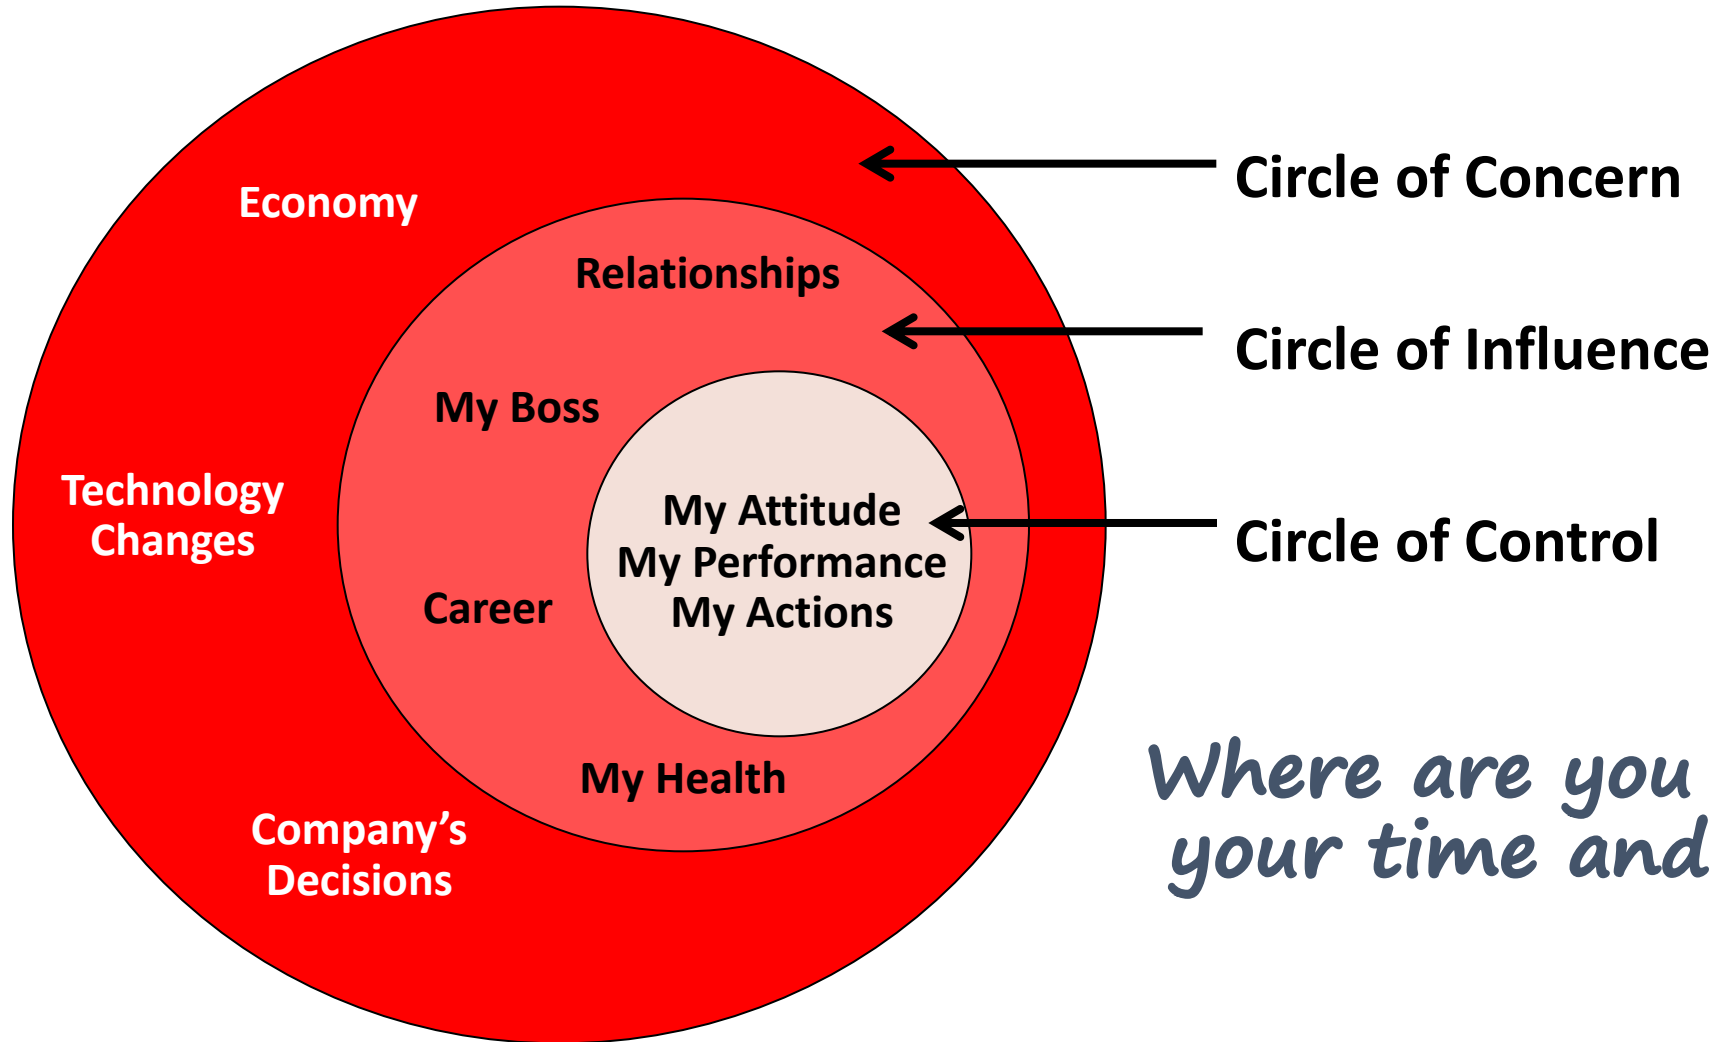 Economy
Technology
Changes
Company’s
Decisions
Relationships
My Boss
Career
My Health
My Attitude
My Performance
My Actions
Circle of Concern
Circle of Influence
Circle of Control
Where are you
your time and